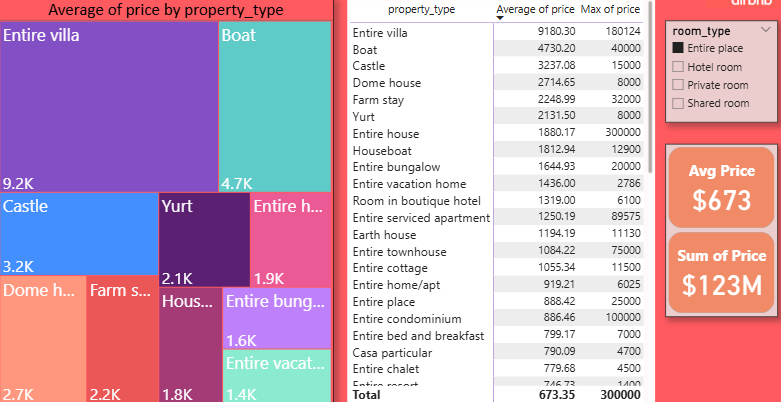 Average of price by property_type
Entire villa
9.2K
Boat
4.7K
Castle
3.2K
Yurt
2.1K
Entire h...
1.9K
Dome h...
2.7K
Farm s...
2.2K
Hous...
1.8K
Entire bung...
1.6K
Entire vacat...
1.4K
property_type Average of price Max of price
Entire villa 9180.30 180124
Boat 4730.20 40000
Castle 3237.08 15000
Dome house 2714.65 8000
Farm stay 2248.99 32000
Yurt 2131.50 8000
Entire house 1880.17 300000
Houseboat 1812.94 12900
Entire bungalow 1644.93 20000
Entire vacation home 1436.00 2786
Room in boutique hotel 1319.00 6100
Entire serviced apartment 1250.19 89575
Earth house 1194.19 11130
Entire townhouse 1084.22 75000
Entire cottage 1055.34 11500
Entire home/apt 919.21 6025
Entire place 888.42 25000
Entire condominium 886.46 100000
Entire bed and breakfast 799.17 7000
Casa particular 790.09 4700
Entire chalet 779.68 4500
Entire resort 746.73 1400
Total 673.35 300000
airbnb
room_type
Entire place
Hotel room
Private room
Shared room
Avg Price
$673
Sum of Price
$123M